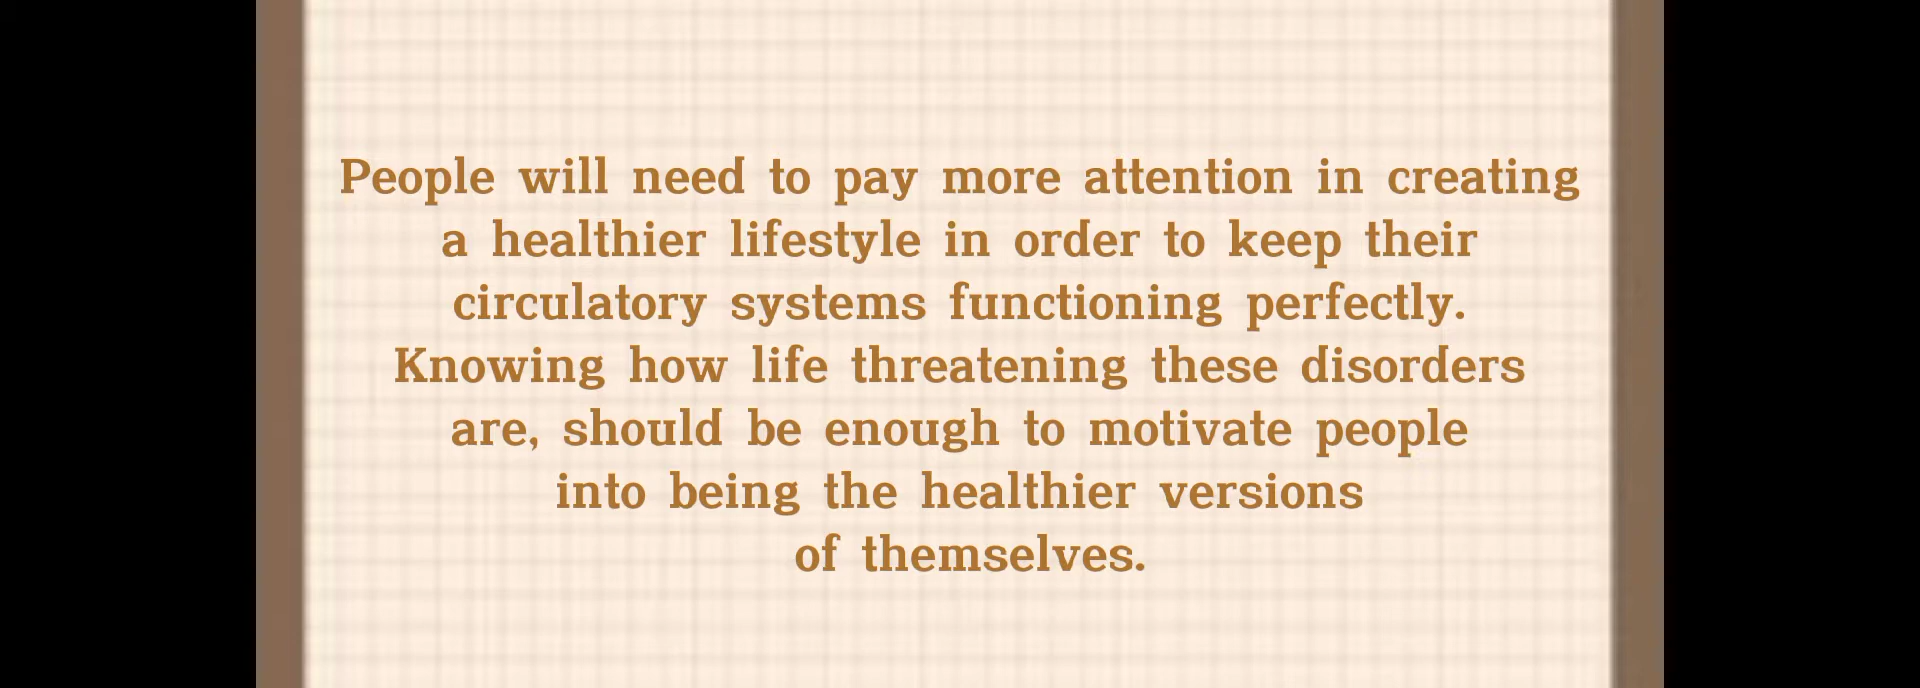 People will need to pay more attention in creating
a healthier lifestyle in order to keep their
circulatory systems functioning perfectly.
Knowing how life threatening these disorders
are, should be enough to motivate people
into being the healthier versions
of themselves.